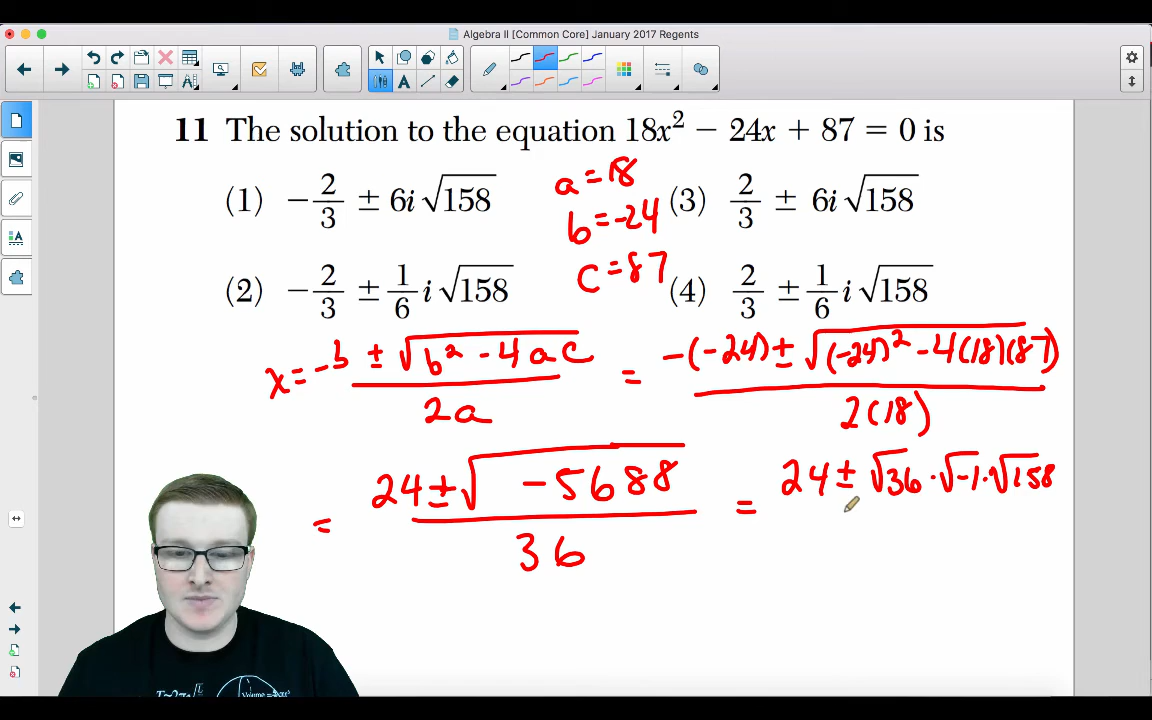 Algebra II [Common Core] January 2017 Regents
11 The solution to the equation 18x² − 24x + 87 = 0 is
(1) −2/3 ± 6i√158
a = 18
(3) 2/3 ± 6i√158
b = -24
(2) −2/3 ± 1/6 i√158
c = 87
(4) 2/3 ± 1/6 i√158
x = -b ± √(b² - 4ac) / 2a = -(-24) ± √((-24)² - 4(18)(87)) / 2(18)
= 24 ± √(-5688) / 36 = 24 ± √36 · √-1 · √158